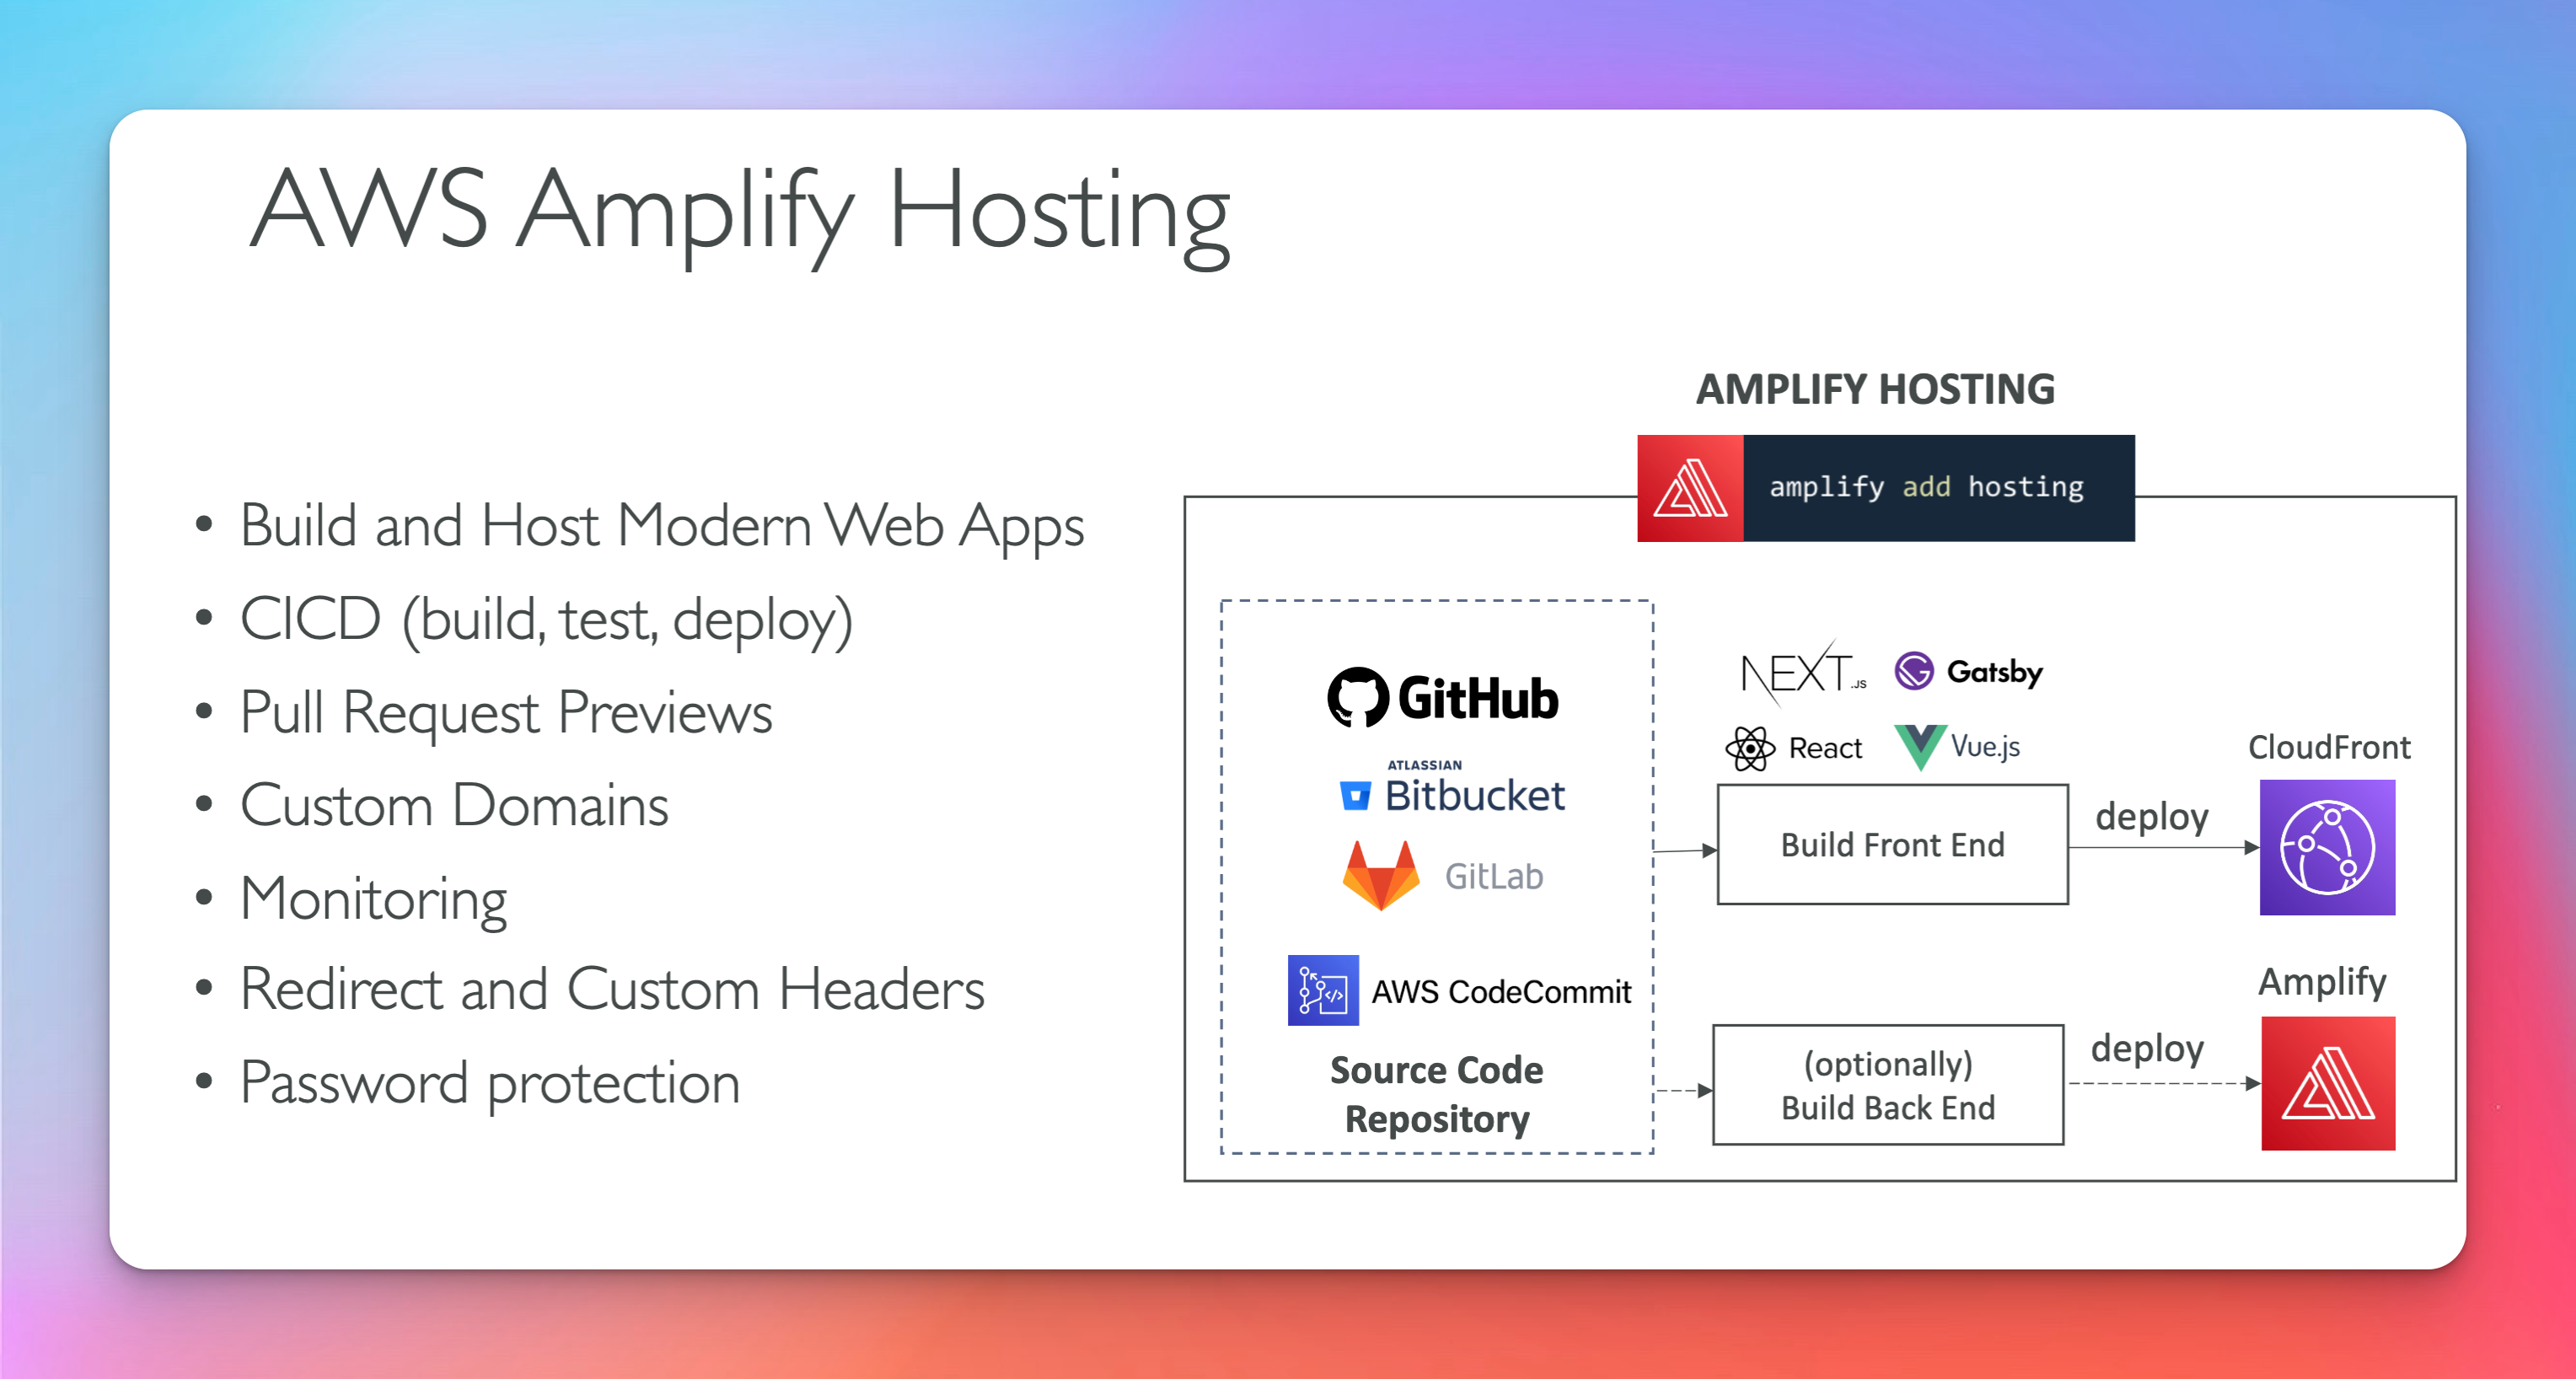 AWS Amplify Hosting
• Build and Host Modern Web Apps
• CICD (build, test, deploy)
• Pull Request Previews
• Custom Domains
• Monitoring
• Redirect and Custom Headers
• Password protection
AMPLIFY HOSTING
amplify add hosting
GitHub
ATLASSIAN
Bitbucket
GitLab
AWS CodeCommit
Source Code
Repository
NEXT.JS
Gatsby
React
Vue.js
Build Front End
deploy
CloudFront
(optionally)
Build Back End
deploy
Amplify